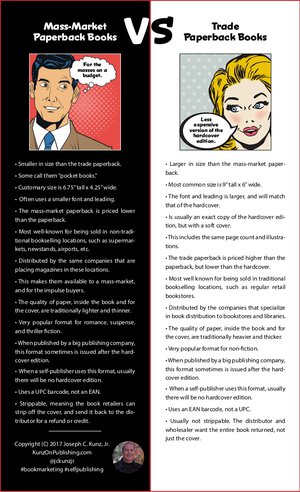 Mass-Market
Paperback Books
VS
Trade
Paperback Books
For the
masses on a
budget.
• Smaller in size than the trade paperback.
• Some call them "pocket books."
• Customary size is 6.75" tall x 4.25" wide.
• Often uses a smaller font and leading.
• The mass-market paperback is priced lower
than the paperback.
• Most well-known for being sold in non-tradi-
tional bookselling locations, such as supermar-
kets, newsstands, airports, etc.
• Distributed by the same companies that are
placing magazines in these locations.
• This makes them available to a mass-market,
and for the impulse buyers.
• The quality of paper, inside the book and for
the cover, are traditionally lighter and thinner.
• Very popular format for romance, suspense,
and thriller fiction.
• When published by a big publishing company,
this format sometimes is issued after the hard-
cover edition.
• When a self-publisher uses this format, usually
there will be no hardcover edition.
• Uses a UPC barcode, not an EAN.
• Strippable, meaning the book retailers can
strip off the cover, and send it back to the dis-
tributor for a refund or credit.
Copyright (C) 2017 Joseph C. Kunz, Jr.
KunzOnPublishing.com
@jckunzjr
#bookmarketing #selfpublishing
Less
expensive
version of the
hardcover
edition.
• Larger in size than the mass-market paper-
back.
• Most common size is 9" tall x 6" wide.
• The font and leading is larger, and will match
that of the hardcover.
• Is usually an exact copy of the hardcover edi-
tion, but with a soft cover.
• This includes the same page count and illustra-
tions.
• The trade paperback is priced higher than the
paperback, but lower than the hardcover.
• Most well known for being sold in traditional
bookselling locations, such as regular retail
bookstores.
• Distributed by the companies that specialize
in book distribution to bookstores and libraries.
• The quality of paper, inside the book and for
the cover, are traditionally heavier and thicker.
• Very popular format for non-fiction.
• When published by a big publishing company,
this format sometimes is issued after the hard-
cover edition.
• When a self-publisher uses this format, usually
there will be no hardcover edition.
• Uses an EAN barcode, not a UPC.
• Usually not strippable. The distributor and
wholesaler want the entire book returned, not
just the cover.